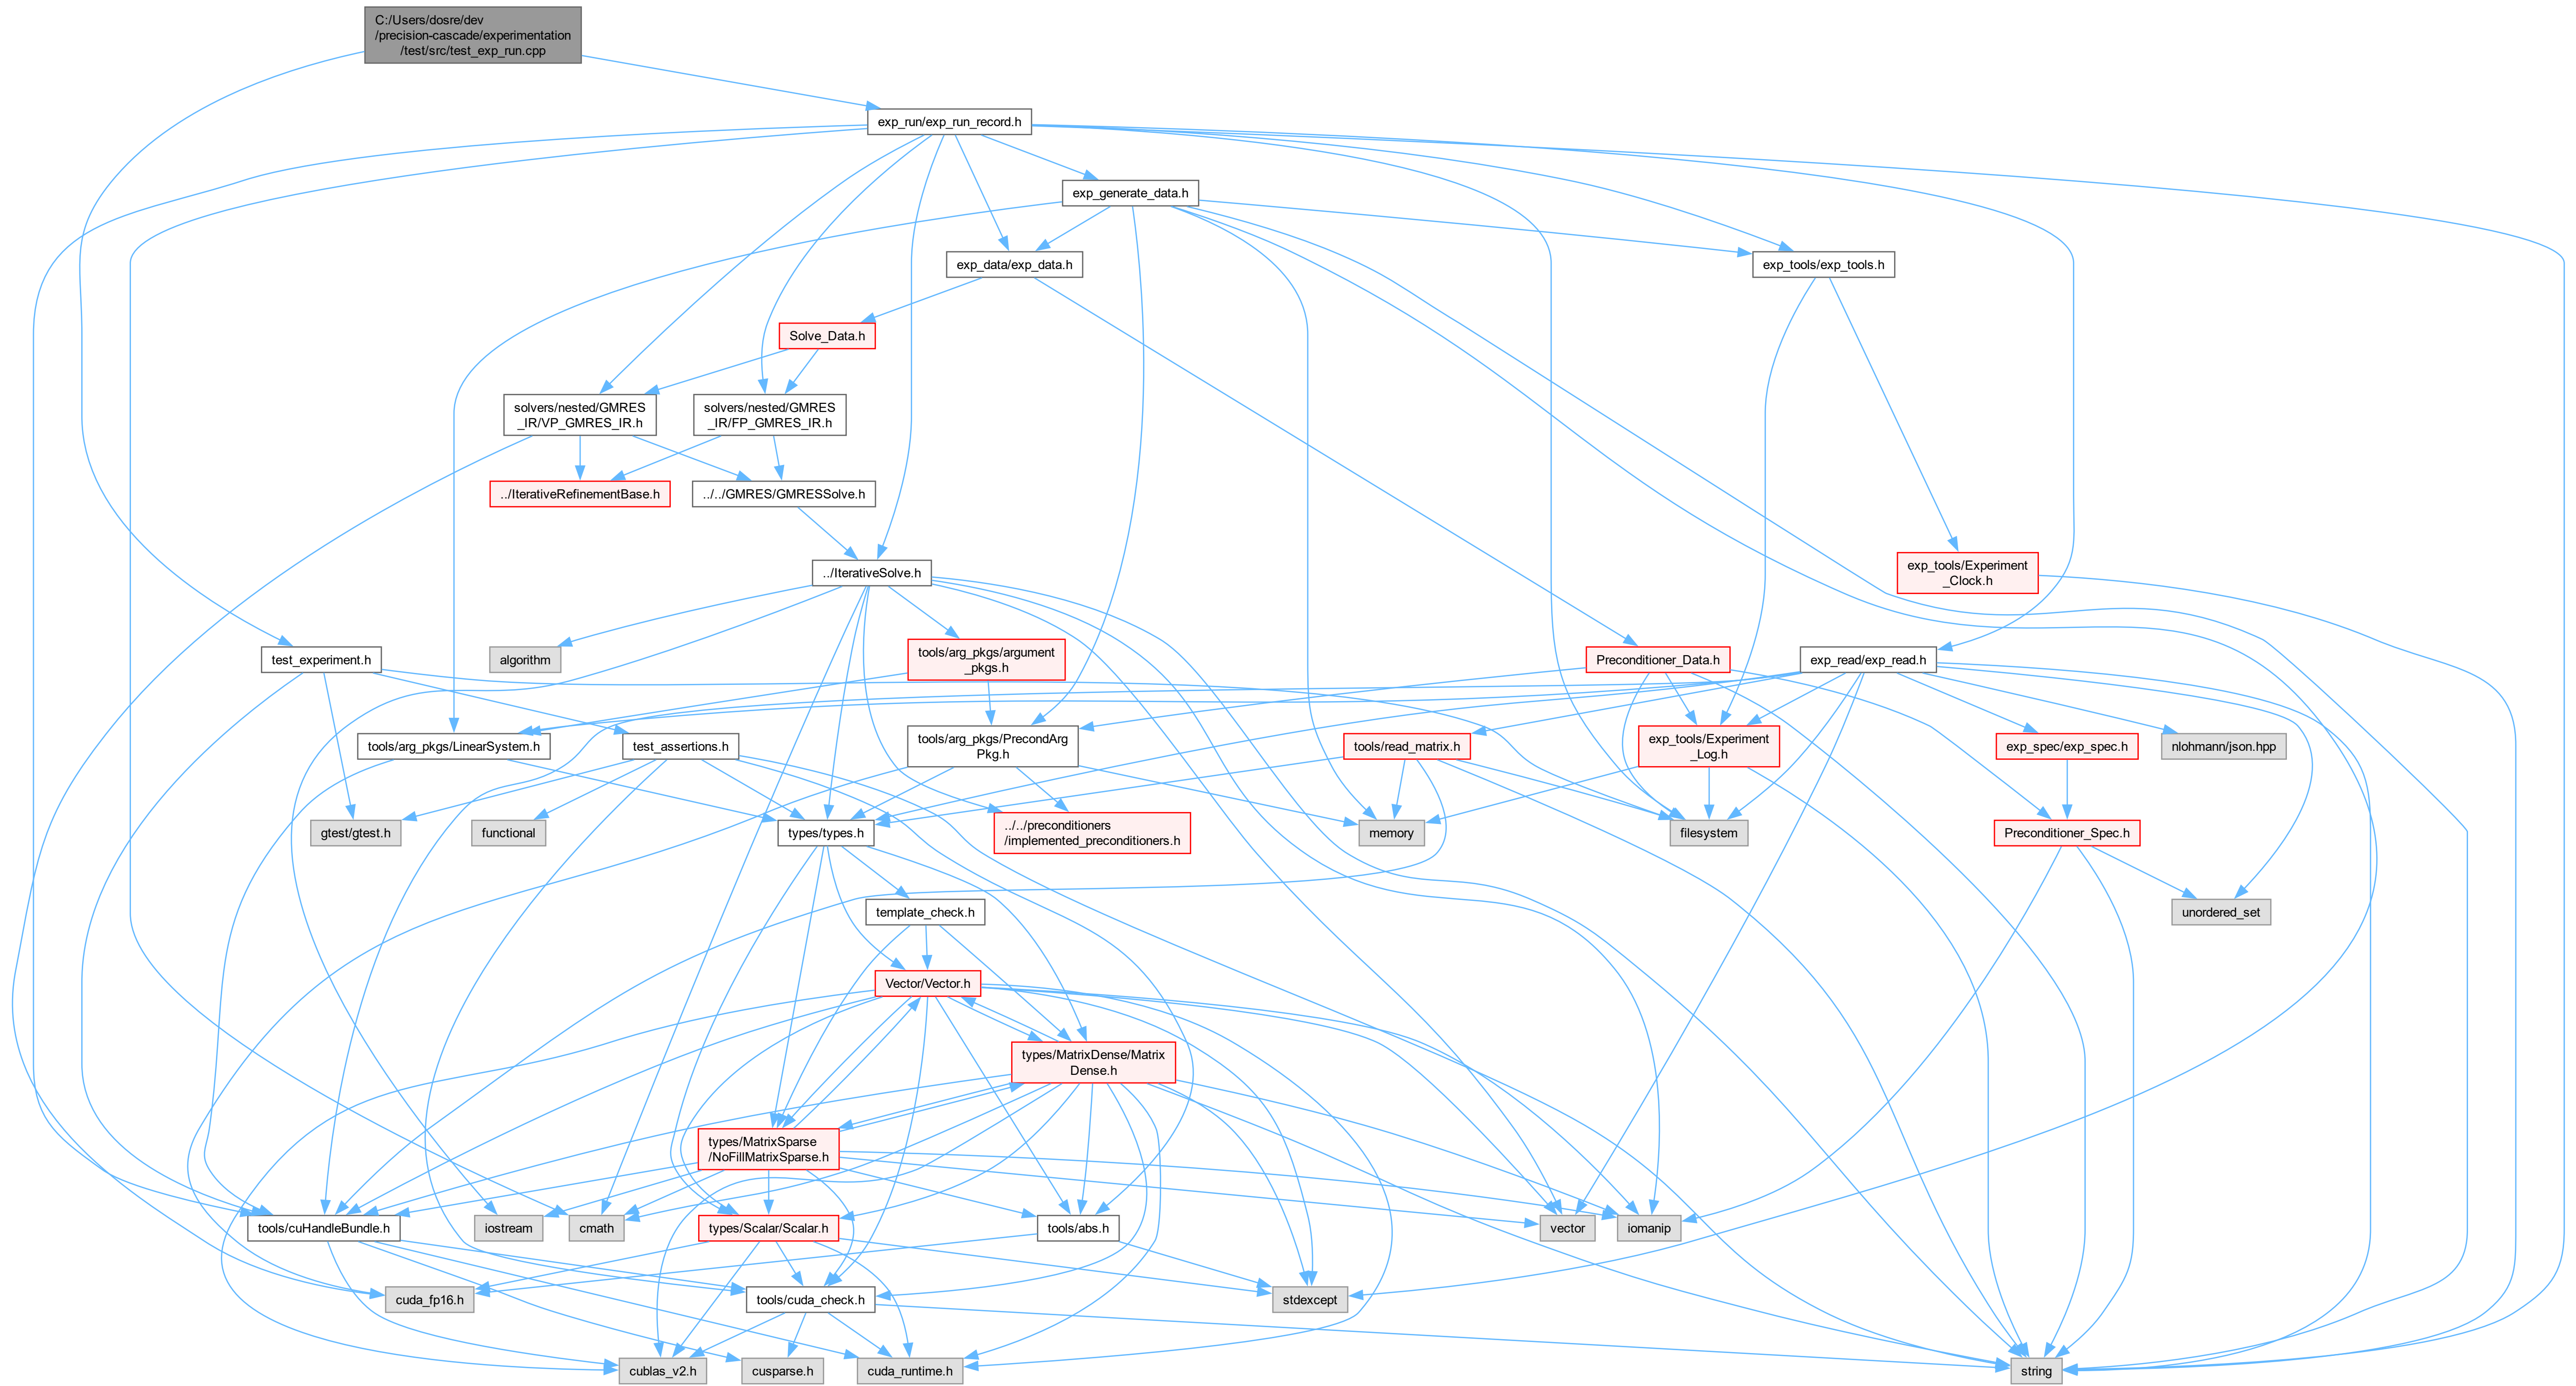 C:/Users/dosre/dev
/precision-cascade/experimentation
/test/src/test_exp_run.cpp
exp_run/exp_run_record.h
exp_generate_data.h
exp_data/exp_data.h
exp_tools/exp_tools.h
Solve_Data.h
solvers/nested/GMRES
_IR/VP_GMRES_IR.h
solvers/nested/GMRES
_IR/FP_GMRES_IR.h
../IterativeRefinementBase.h
../../GMRES/GMRESSolve.h
../IterativeSolve.h
exp_tools/Experiment
_Clock.h
test_experiment.h
algorithm
tools/arg_pkgs/argument
_pkgs.h
Preconditioner_Data.h
exp_read/exp_read.h
tools/arg_pkgs/LinearSystem.h
test_assertions.h
tools/arg_pkgs/PrecondArg
Pkg.h
tools/read_matrix.h
exp_tools/Experiment
_Log.h
exp_spec/exp_spec.h
nlohmann/json.hpp
gtest/gtest.h
functional
types/types.h
../../preconditioners
/implemented_preconditioners.h
memory
filesystem
Preconditioner_Spec.h
template_check.h
unordered_set
Vector/Vector.h
types/MatrixDense/Matrix
Dense.h
types/MatrixSparse
/NoFillMatrixSparse.h
tools/cuHandleBundle.h
iostream
cmath
types/Scalar/Scalar.h
tools/abs.h
vector
iomanip
cuda_fp16.h
tools/cuda_check.h
stdexcept
cublas_v2.h
cusparse.h
cuda_runtime.h
string